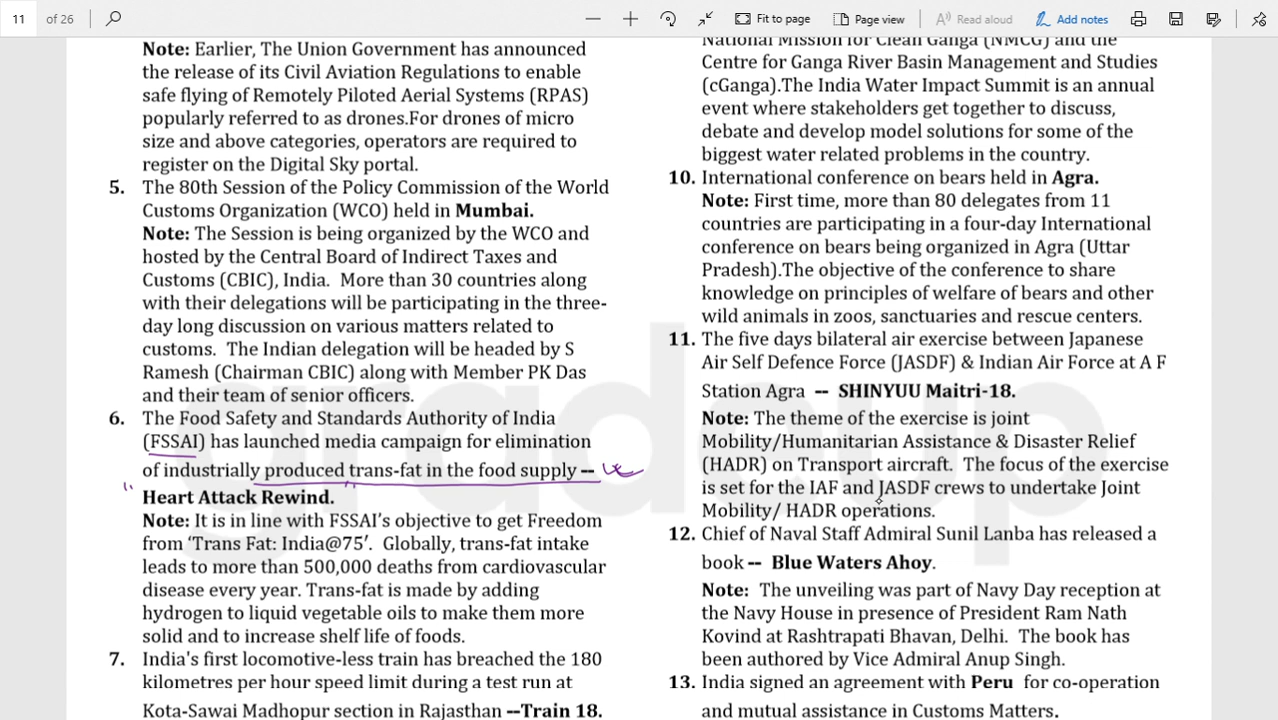 11 of 26
Fit to page
Page view
Read aloud
Add notes
Note: Earlier, The Union Government has announced
the release of its Civil Aviation Regulations to enable
safe flying of Remotely Piloted Aerial Systems (RPAS)
popularly referred to as drones.For drones of micro
size and above categories, operators are required to
register on the Digital Sky portal.
5. The 80th Session of the Policy Commission of the World
Customs Organization (WCO) held in Mumbai.
Note: The Session is being organized by the WCO and
hosted by the Central Board of Indirect Taxes and
Customs (CBIC), India. More than 30 countries along
with their delegations will be participating in the three-
day long discussion on various matters related to
customs. The Indian delegation will be headed by S
Ramesh (Chairman CBIC) along with Member PK Das
and their team of senior officers.
6. The Food Safety and Standards Authority of India
(FSSAI) has launched media campaign for elimination
of industrially produced trans-fat in the food supply --
Heart Attack Rewind.
Note: It is in line with FSSAI's objective to get Freedom
from 'Trans Fat: India@75'. Globally, trans-fat intake
leads to more than 500,000 deaths from cardiovascular
disease every year. Trans-fat is made by adding
hydrogen to liquid vegetable oils to make them more
solid and to increase shelf life of foods.
7. India's first locomotive-less train has breached the 180
kilometres per hour speed limit during a test run at
Kota-Sawai Madhopur section in Rajasthan --Train 18.
National Mission for Clean Ganga (NMCG) and the
Centre for Ganga River Basin Management and Studies
(cGanga).The India Water Impact Summit is an annual
event where stakeholders get together to discuss,
debate and develop model solutions for some of the
biggest water related problems in the country.
10. International conference on bears held in Agra.
Note: First time, more than 80 delegates from 11
countries are participating in a four-day International
conference on bears being organized in Agra (Uttar
Pradesh).The objective of the conference to share
knowledge on principles of welfare of bears and other
wild animals in zoos, sanctuaries and rescue centers.
11. The five days bilateral air exercise between Japanese
Air Self Defence Force (JASDF) & Indian Air Force at A F
Station Agra -- SHINYUU Maitri-18.
Note: The theme of the exercise is joint
Mobility/Humanitarian Assistance & Disaster Relief
(HADR) on Transport aircraft. The focus of the exercise
is set for the IAF and JASDF crews to undertake Joint
Mobility/ HADR operations.
12. Chief of Naval Staff Admiral Sunil Lanba has released a
book -- Blue Waters Ahoy.
Note: The unveiling was part of Navy Day reception at
the Navy House in presence of President Ram Nath
Kovind at Rashtrapati Bhavan, Delhi. The book has
been authored by Vice Admiral Anup Singh.
13. India signed an agreement with Peru for co-operation
and mutual assistance in Customs Matters.
gradeup